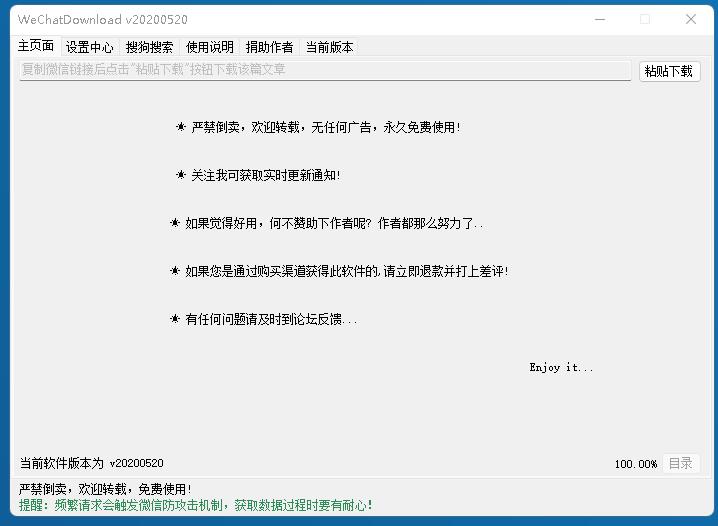 WeChatDownload v20200520
主页面 设置中心 搜狗搜索 使用说明 捐助作者 当前版本
复制微信链接后点击"粘贴下载"按钮下载该篇文章 粘贴下载
☀ 严禁倒卖，欢迎转载，无任何广告，永久免费使用!
☀ 关注我可获取实时更新通知!
☀ 如果觉得好用，何不赞助下作者呢? 作者都那么努力了..
☀ 如果您是通过购买渠道获得此软件的,请立即退款并打上差评!
☀ 有任何问题请及时到论坛反馈...
Enjoy it...
当前软件版本为 v20200520 100.00% 目录
严禁倒卖，欢迎转载，免费使用!
提醒：频繁请求会触发微信防攻击机制，获取数据过程时要有耐心!